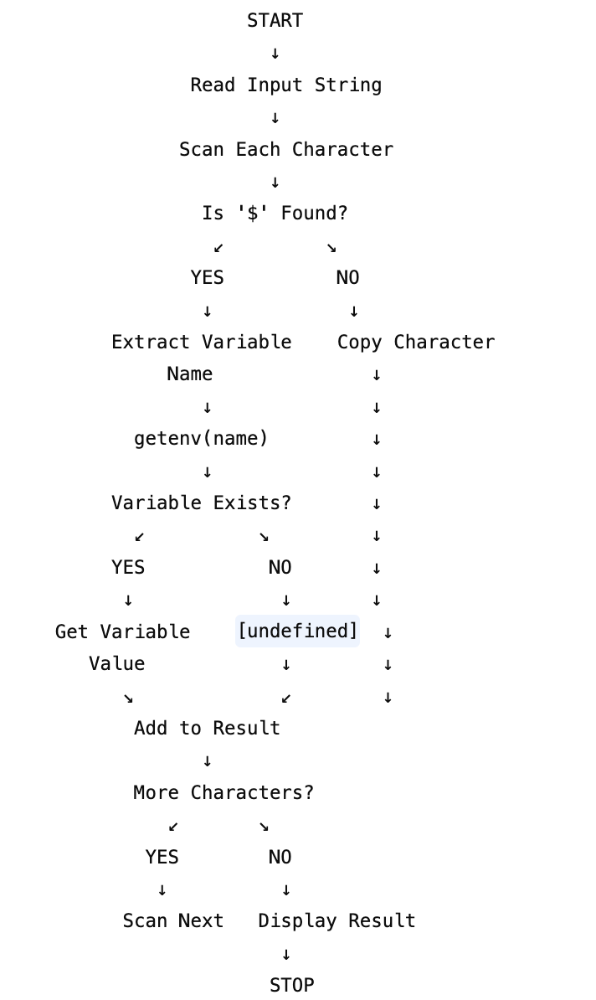 START
↓
Read Input String
↓
Scan Each Character
↓
Is '$' Found?
↙ ↘
YES NO
↓ ↓
Extract Variable Copy Character
Name ↓
↓ ↓
getenv(name) ↓
↓ ↓
Variable Exists? ↓
↙ ↘ ↓
YES NO ↓
↓ ↓ ↓
Get Variable [undefined] ↓
Value ↓ ↓
↘ ↙ ↓
Add to Result
↓
More Characters?
↙ ↘
YES NO
↓ ↓
Scan Next Display Result
↓
STOP